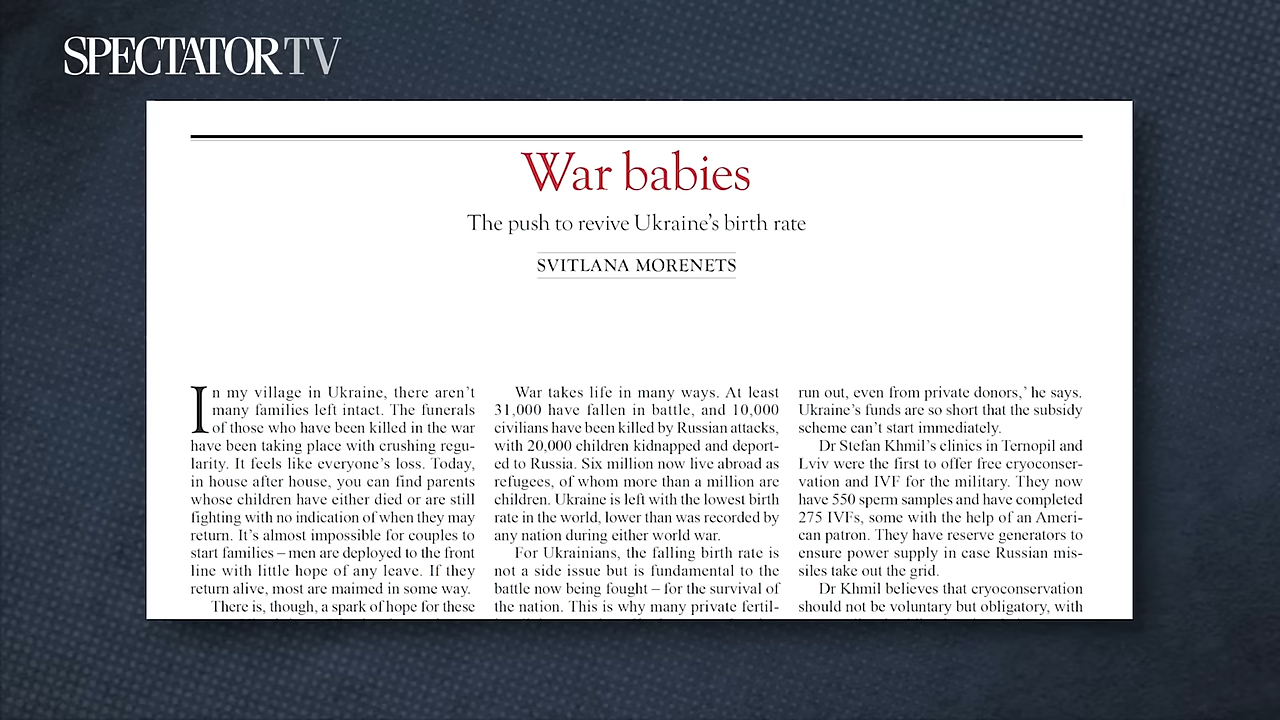 SPECTATOR TV
War babies
The push to revive Ukraine's birth rate
SVITLANA MORENETS
In my village in Ukraine, there aren't
many families left intact. The funerals
of those who have been killed in the war
have been taking place with crushing regu-
larity. It feels like everyone's loss. Today,
in house after house, you can find parents
whose children have either died or are still
fighting with no indication of when they may
return. It's almost impossible for couples to
start families – men are deployed to the front
line with little hope of any leave. If they
return alive, most are maimed in some way.
There is, though, a spark of hope for these
War takes life in many ways. At least
31,000 have fallen in battle, and 10,000
civilians have been killed by Russian attacks,
with 20,000 children kidnapped and deport-
ed to Russia. Six million now live abroad as
refugees, of whom more than a million are
children. Ukraine is left with the lowest birth
rate in the world, lower than was recorded by
any nation during either world war.
For Ukrainians, the falling birth rate is
not a side issue but is fundamental to the
battle now being fought – for the survival of
the nation. This is why many private fertil-
run out, even from private donors,' he says.
Ukraine's funds are so short that the subsidy
scheme can't start immediately.
Dr Stefan Khmil's clinics in Ternopil and
Lviv were the first to offer free cryoconser-
vation and IVF for the military. They now
have 550 sperm samples and have completed
275 IVFs, some with the help of an Ameri-
can patron. They have reserve generators to
ensure power supply in case Russian mis-
siles take out the grid.
Dr Khmil believes that cryoconservation
should not be voluntary but obligatory, with